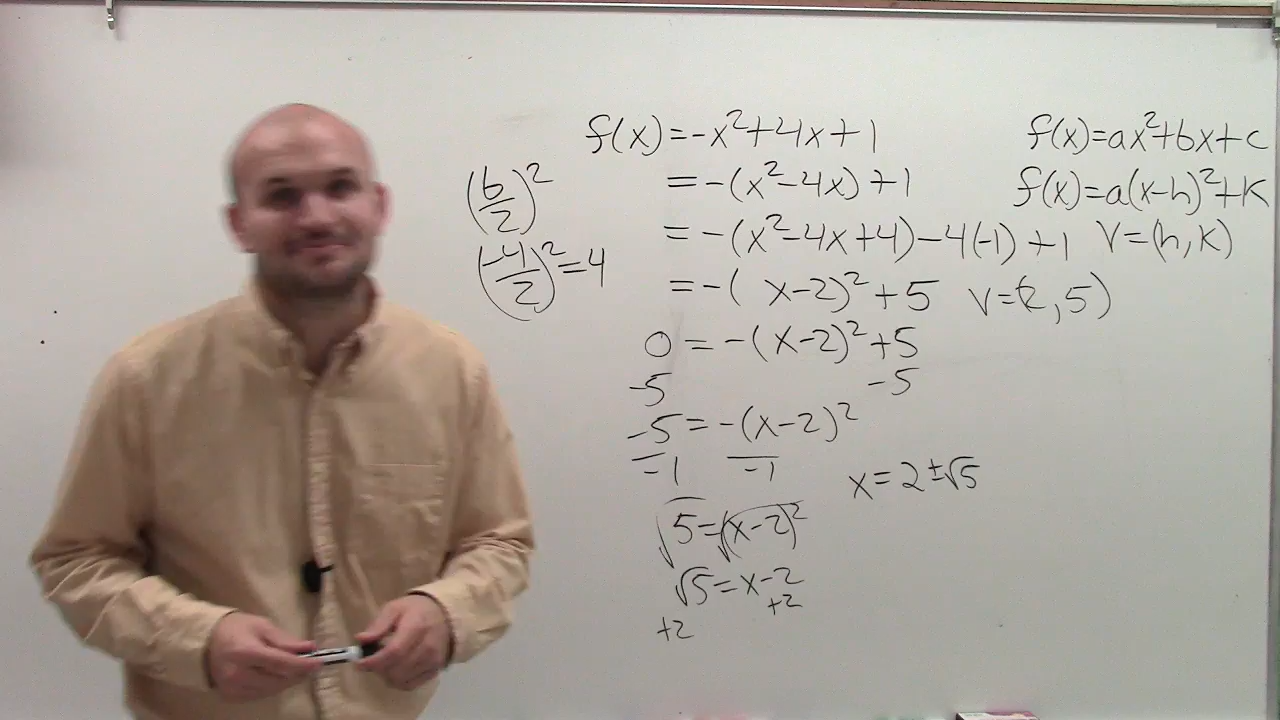 f(x)=-x²+4x+1
=-(x²-4x)+1
=-(x²-4x+4)-4(-1)+1
=-( x-2)²+5 V=(2,5)
0=-(x-2)²+5
-5 -5
-5=-(x-2)²
-1 -1
√5=√(x-2)²
√5=x-2
+2 +2
x=2±√5
(b/2)²
(-4/2)²=4
f(x)=ax²+bx+c
f(x)=a(x-h)²+k
V=(h,k)